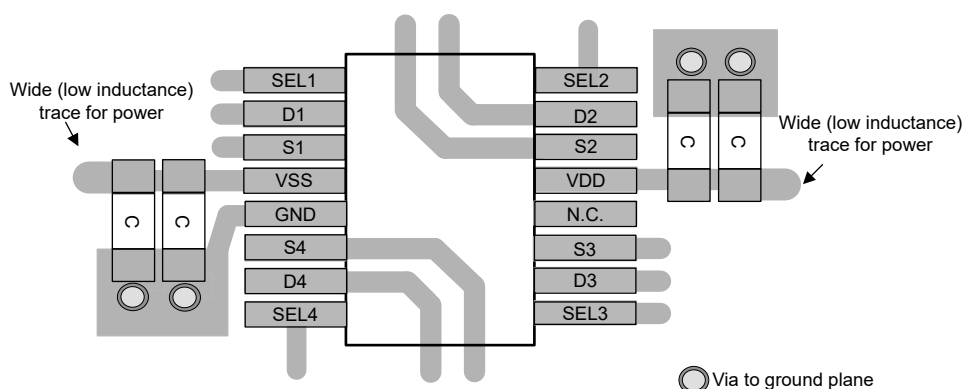 Wide (low inductance)
trace for power
SEL1
D1
S1
VSS
GND
S4
D4
SEL4
C
C
SEL2
D2
S2
VDD
N.C.
S3
D3
SEL3
C
C
Wide (low inductance)
trace for power
Via to ground plane